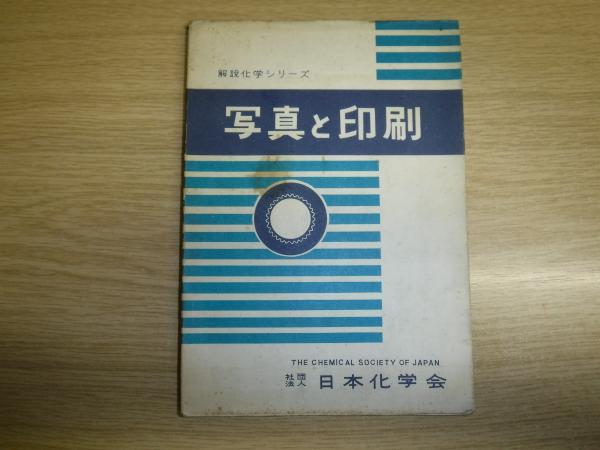 解説化学シリーズ
写真と印刷
THE CHEMICAL SOCIETY OF JAPAN
社団法人 日本化学会